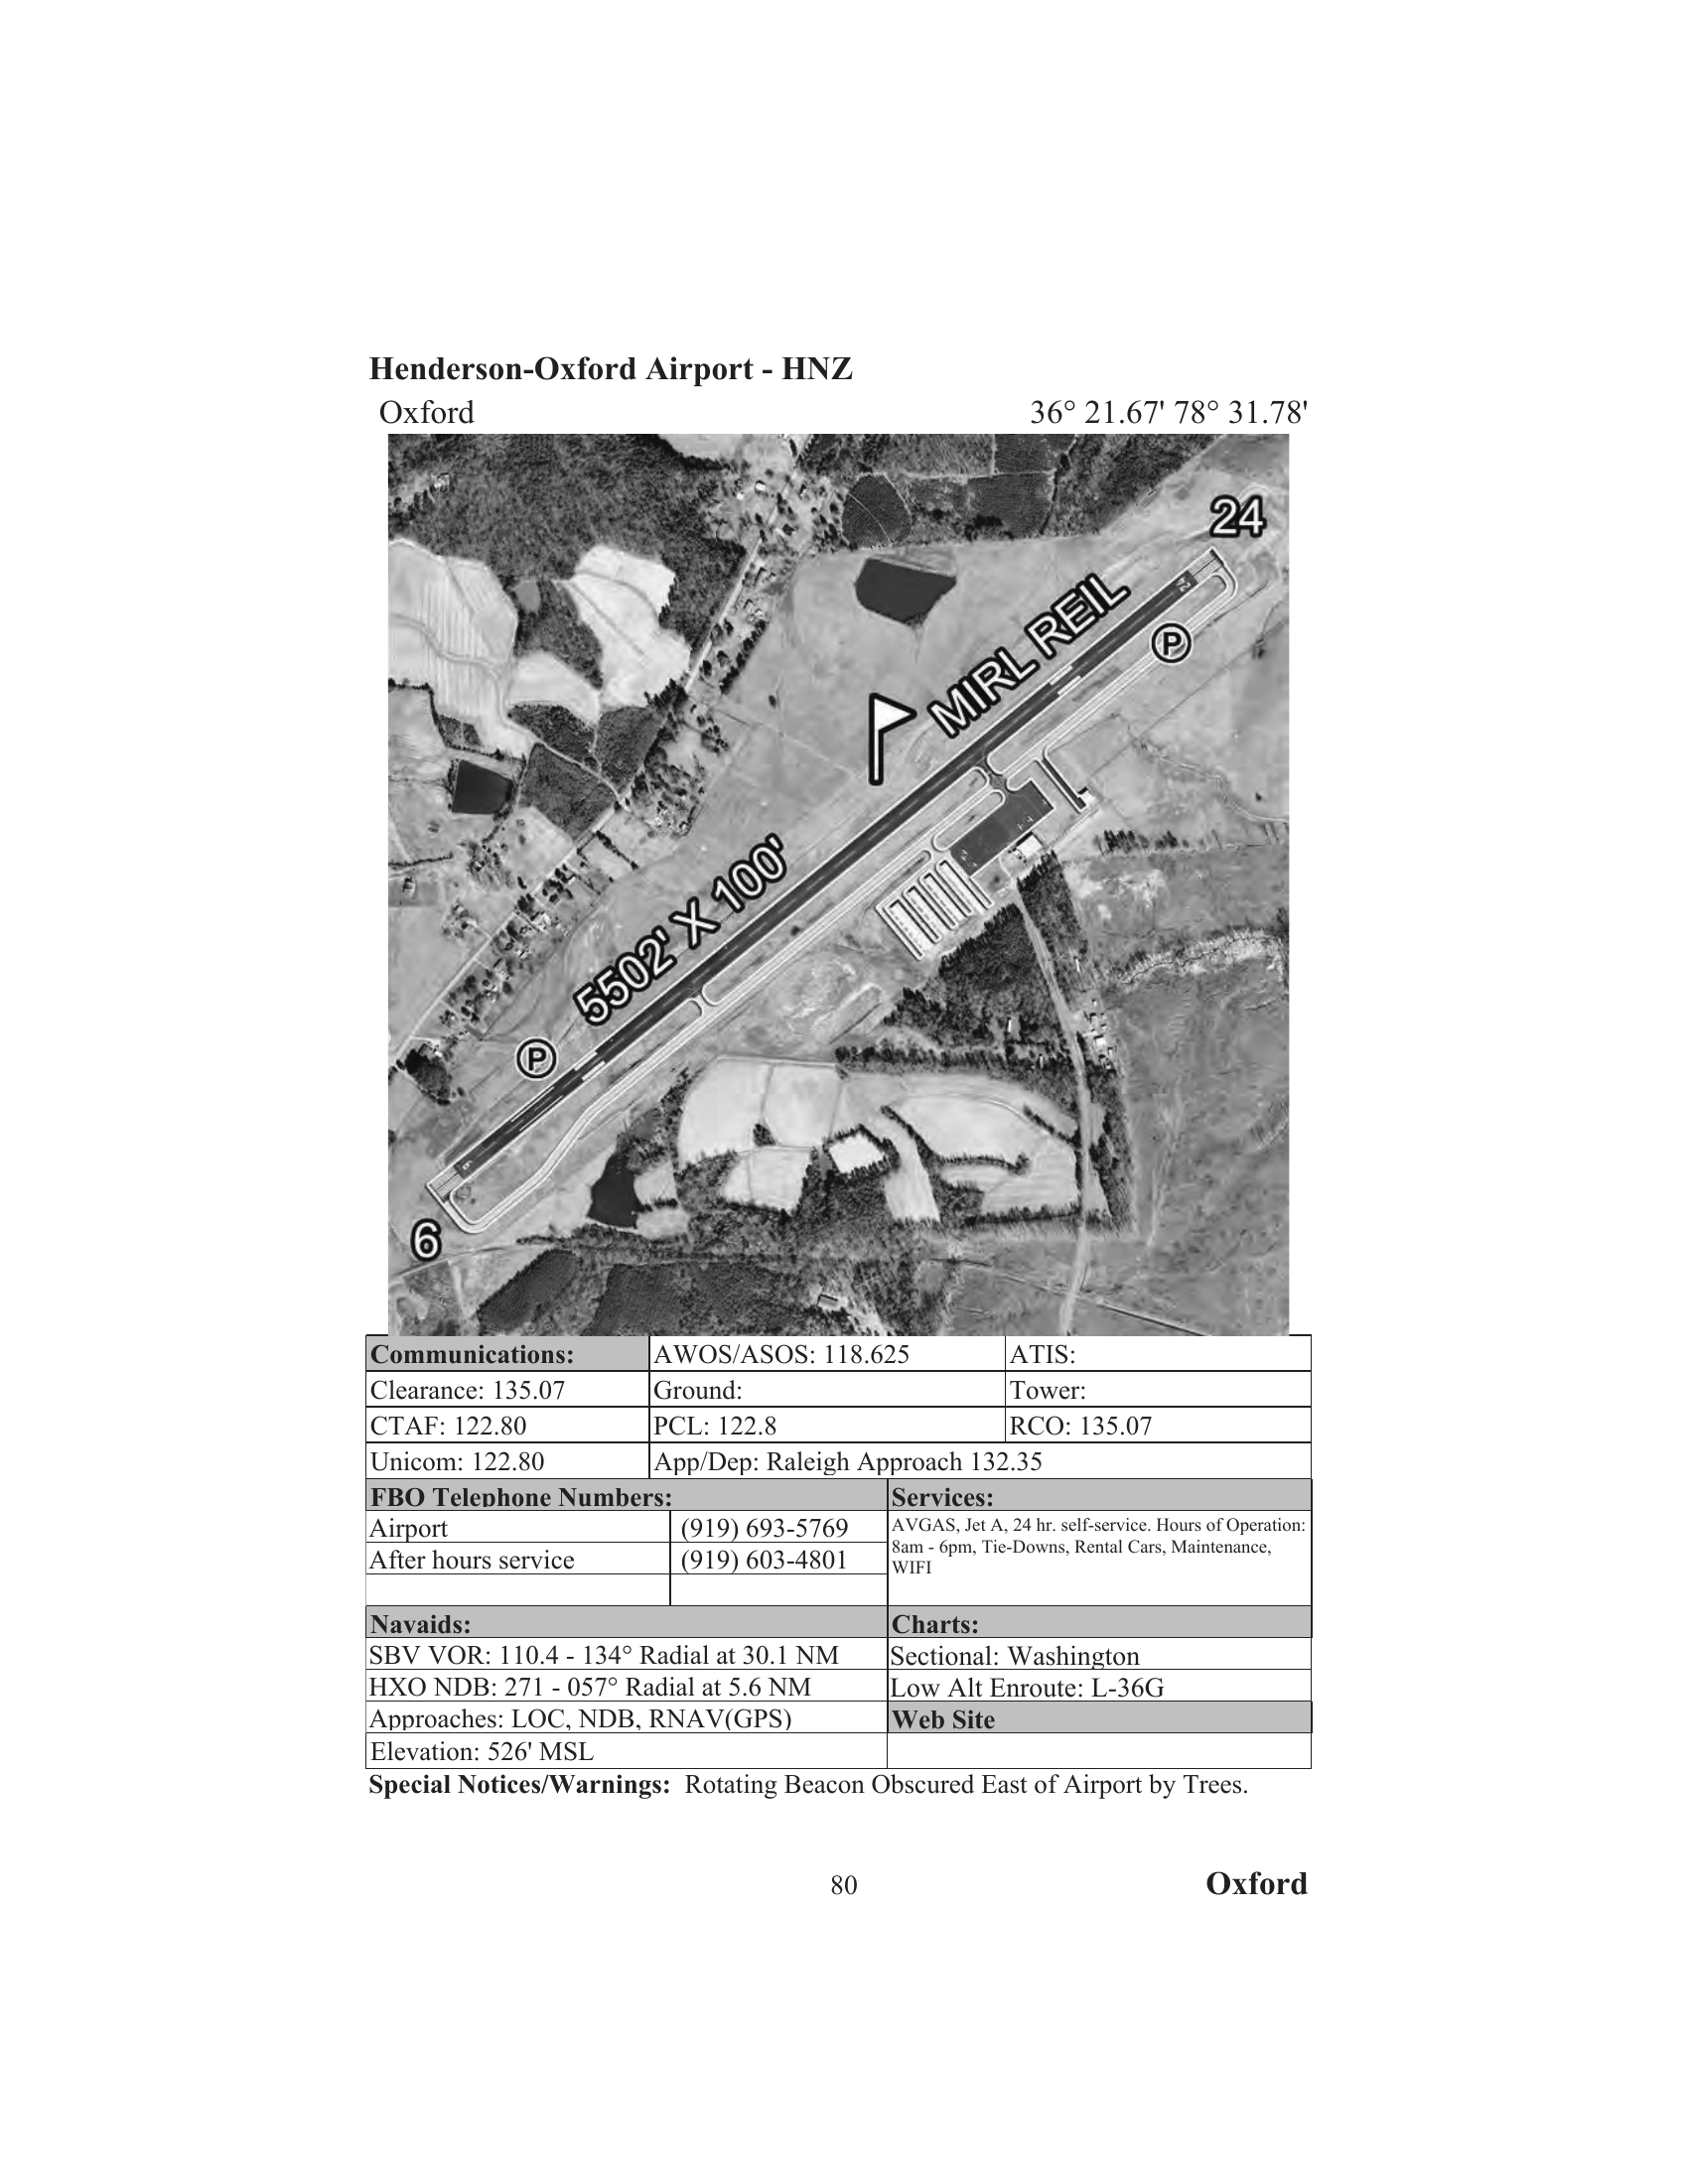 Henderson-Oxford Airport - HNZ
Oxford 36° 21.67' 78° 31.78'
24
MIRL REIL
P
24
5502' X 100'
P
6
6
Communications: AWOS/ASOS: 118.625 ATIS:
Clearance: 135.07 Ground: Tower:
CTAF: 122.80 PCL: 122.8 RCO: 135.07
Unicom: 122.80 App/Dep: Raleigh Approach 132.35
FBO Telephone Numbers: Services:
Airport (919) 693-5769
After hours service (919) 603-4801
AVGAS, Jet A, 24 hr. self-service. Hours of Operation:
8am - 6pm, Tie-Downs, Rental Cars, Maintenance,
WIFI
Navaids: Charts:
SBV VOR: 110.4 - 134° Radial at 30.1 NM Sectional: Washington
HXO NDB: 271 - 057° Radial at 5.6 NM Low Alt Enroute: L-36G
Approaches: LOC, NDB, RNAV(GPS) Web Site
Elevation: 526' MSL
Special Notices/Warnings: Rotating Beacon Obscured East of Airport by Trees.
80 Oxford